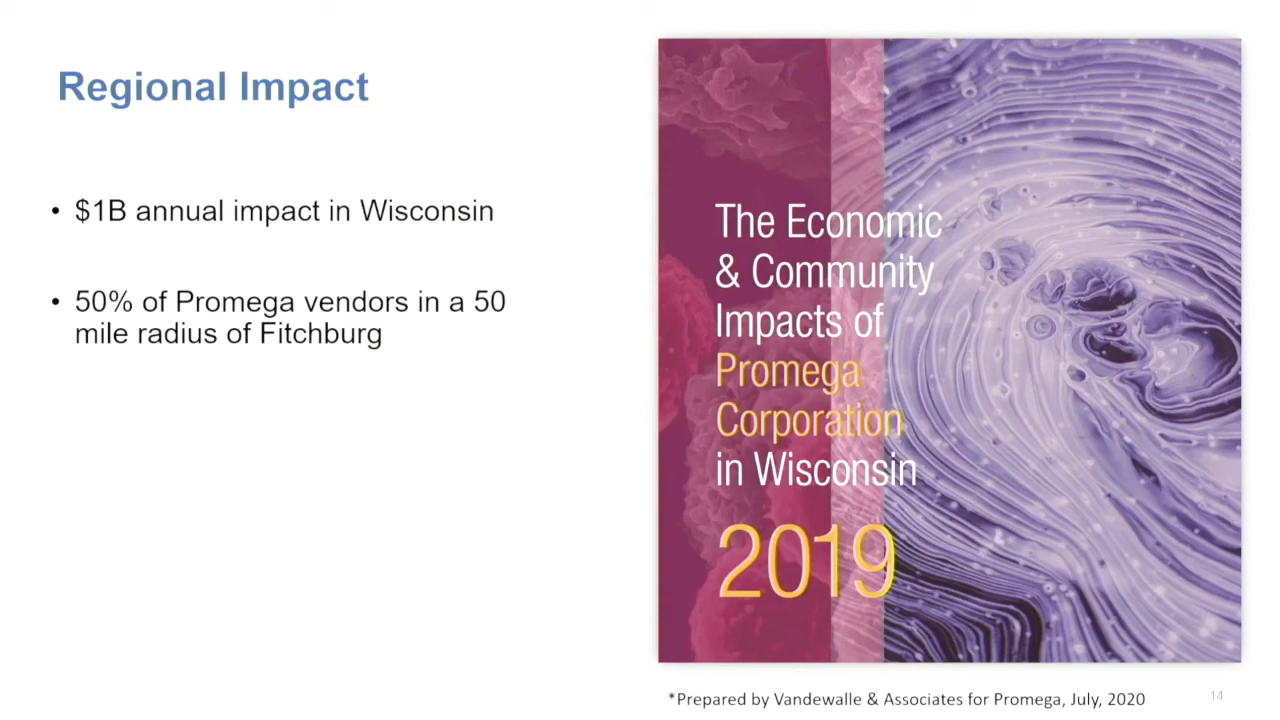 Regional Impact
• $1B annual impact in Wisconsin
• 50% of Promega vendors in a 50
mile radius of Fitchburg
The Economic
& Community
Impacts of
Promega
Corporation
in Wisconsin
2019
*Prepared by Vandewalle & Associates for Promega, July, 2020
14